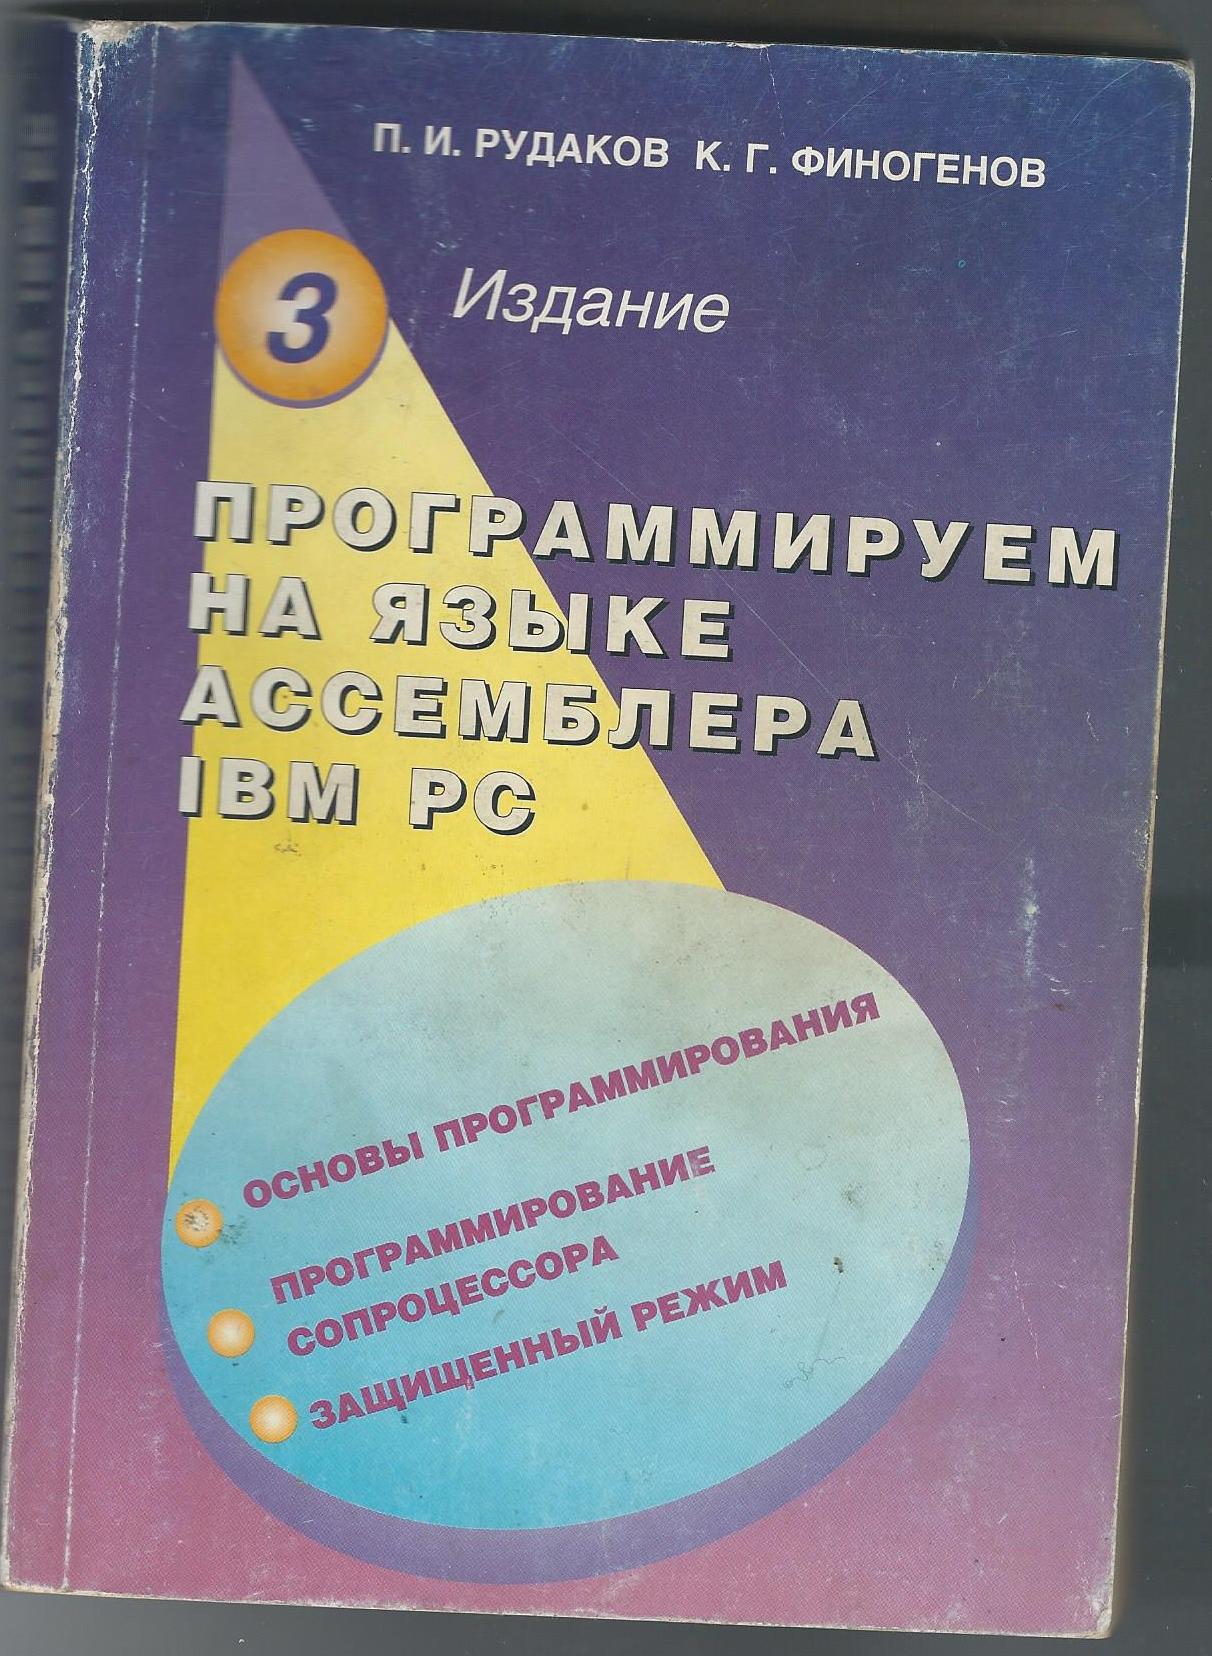 П. И. РУДАКОВ К. Г. ФИНОГЕНОВ
3 Издание
ПРОГРАММИРУЕМ
НА ЯЗЫКЕ
АССЕМБЛЕРА
IBM PC
ОСНОВЫ ПРОГРАММИРОВАНИЯ
ПРОГРАММИРОВАНИЕ
СОПРОЦЕССОРА
ЗАЩИЩЕННЫЙ РЕЖИМ